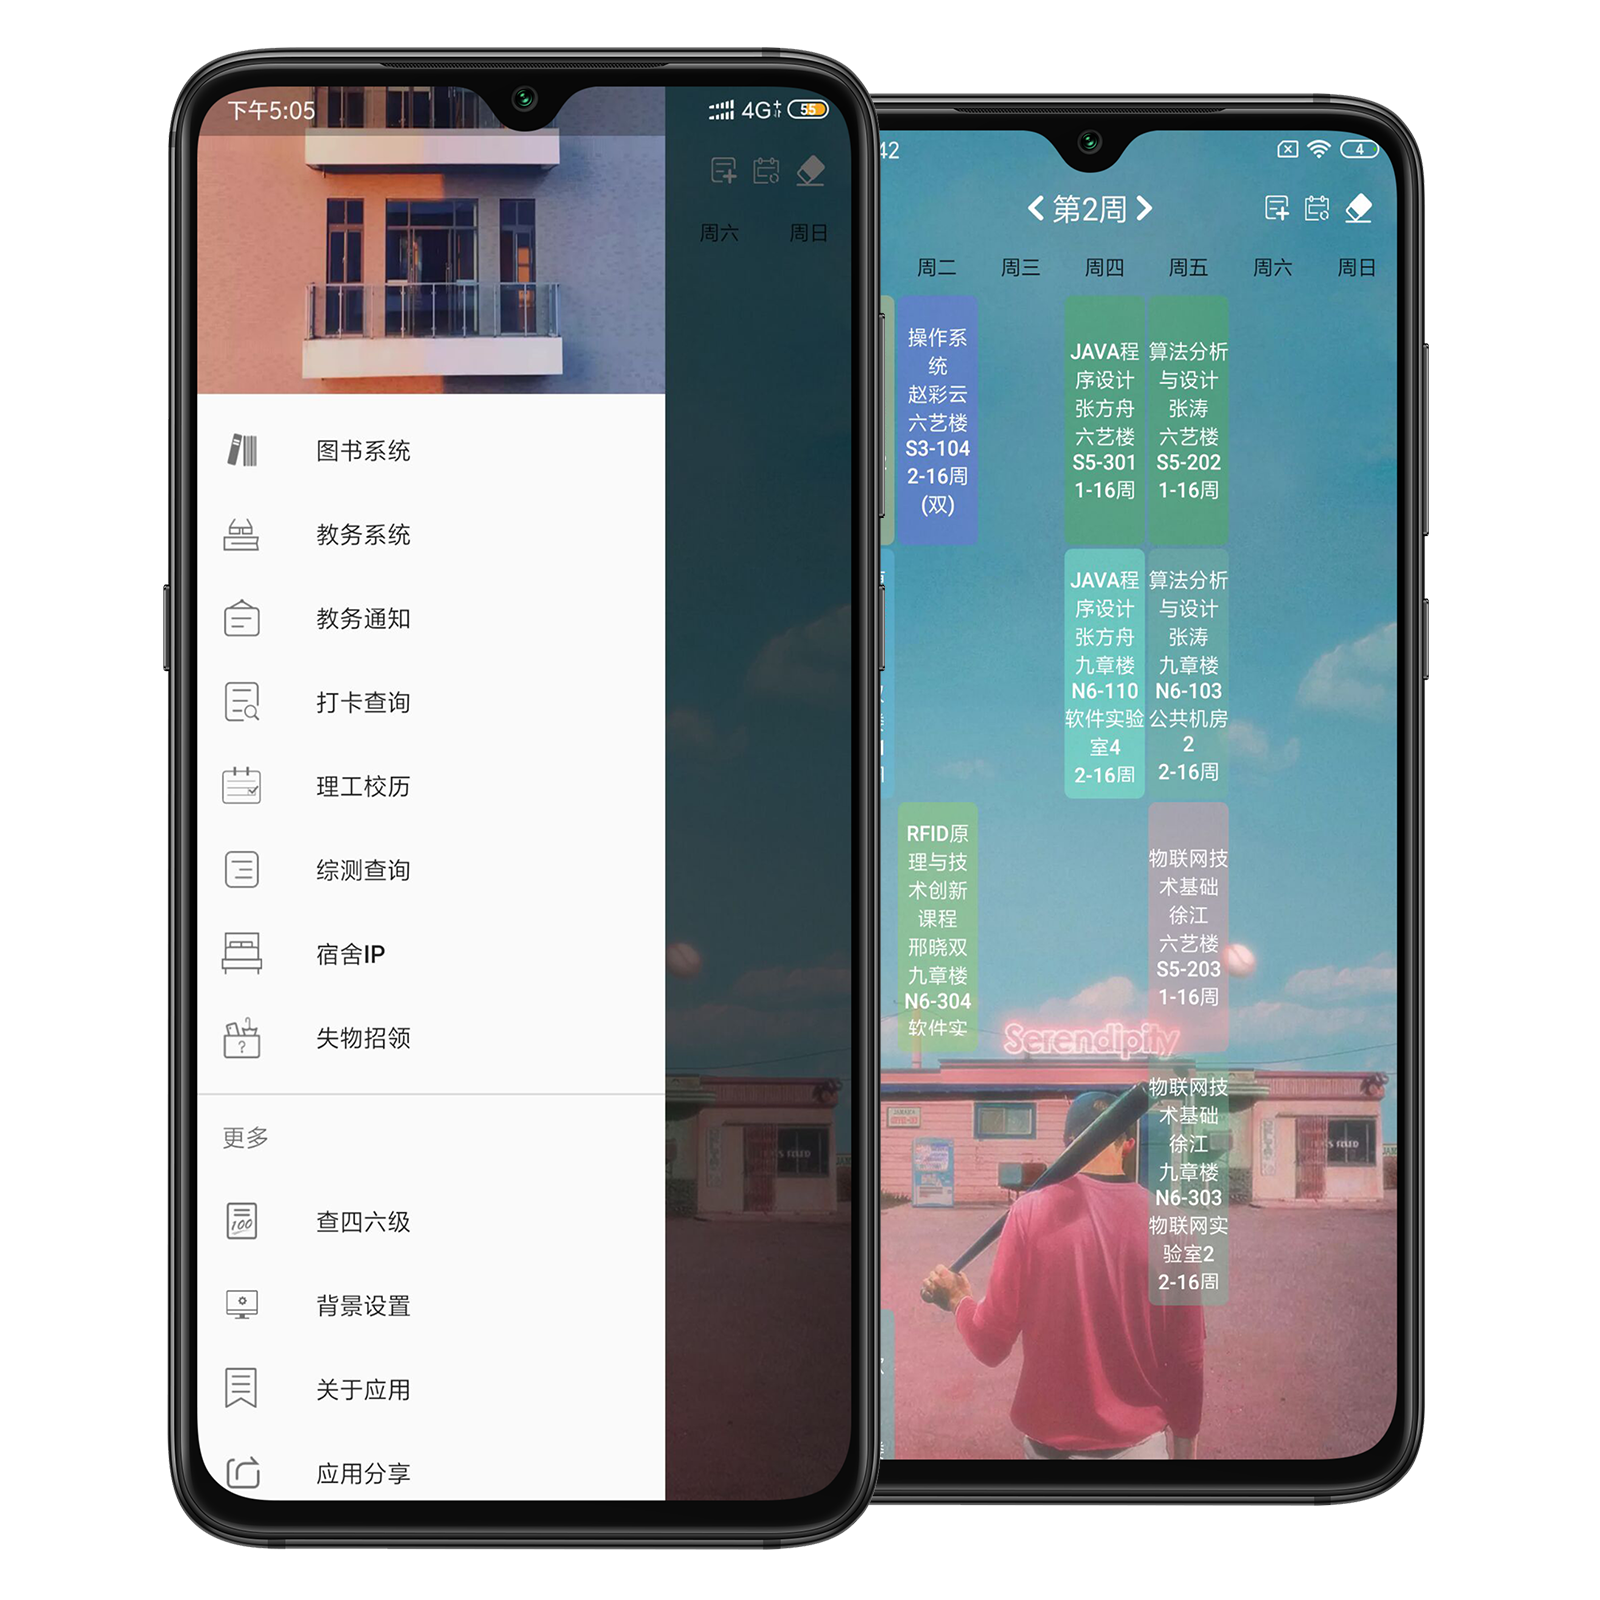 下午5:05
4G+
55
周六
周日
图书系统
教务系统
教务通知
打卡查询
理工校历
综测查询
宿舍IP
失物招领
更多
100
查四六级
背景设置
关于应用
应用分享
42
4
第2周
周二
周三
周四
周五
周六
周日
操作系
统
赵彩云
六艺楼
S3-104
2-16周
(双)
RFID原
理与技
术创新
课程
邢晓双
九章楼
N6-304
软件实
JAVA程
序设计
张方舟
六艺楼
S5-301
1-16周
JAVA程
序设计
张方舟
九章楼
N6-110
软件实验
室4
2-16周
算法分析
与设计
张涛
六艺楼
S5-202
1-16周
算法分析
与设计
张涛
九章楼
N6-103
公共机房
2
2-16周
物联网技
术基础
徐江
六艺楼
S5-203
1-16周
物联网技
术基础
徐江
九章楼
N6-303
物联网实
验室2
2-16周
Serendipity